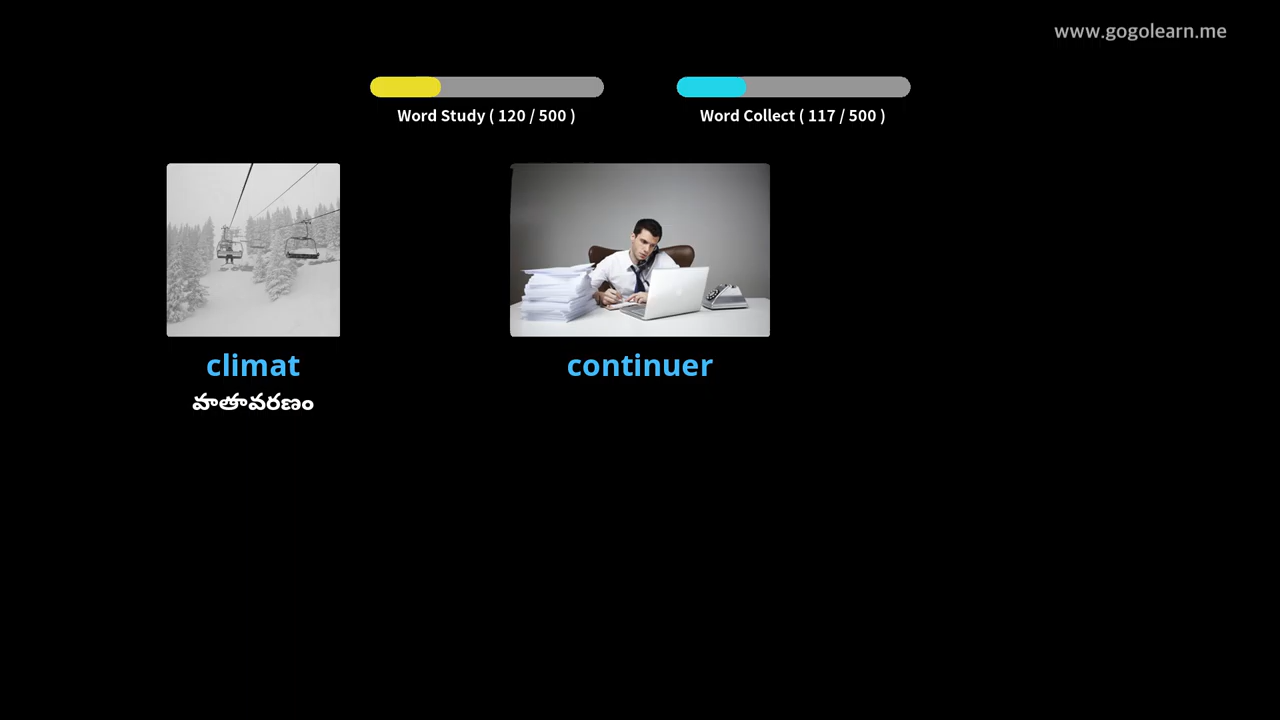 www.gogolearn.me
Word Study ( 120 / 500 )
Word Collect ( 117 / 500 )
climat
వాతావరణం
continuer